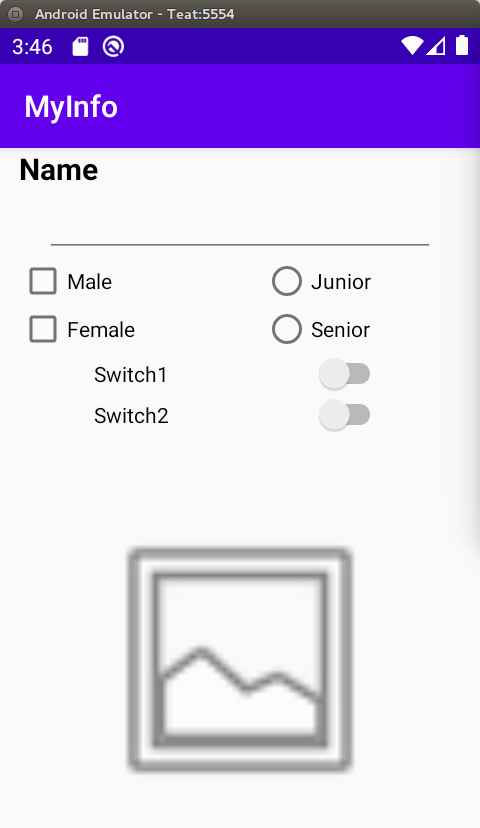 Android Emulator - Teat:5554
3:46
MyInfo
Name
Male
Junior
Female
Senior
Switch1
Switch2